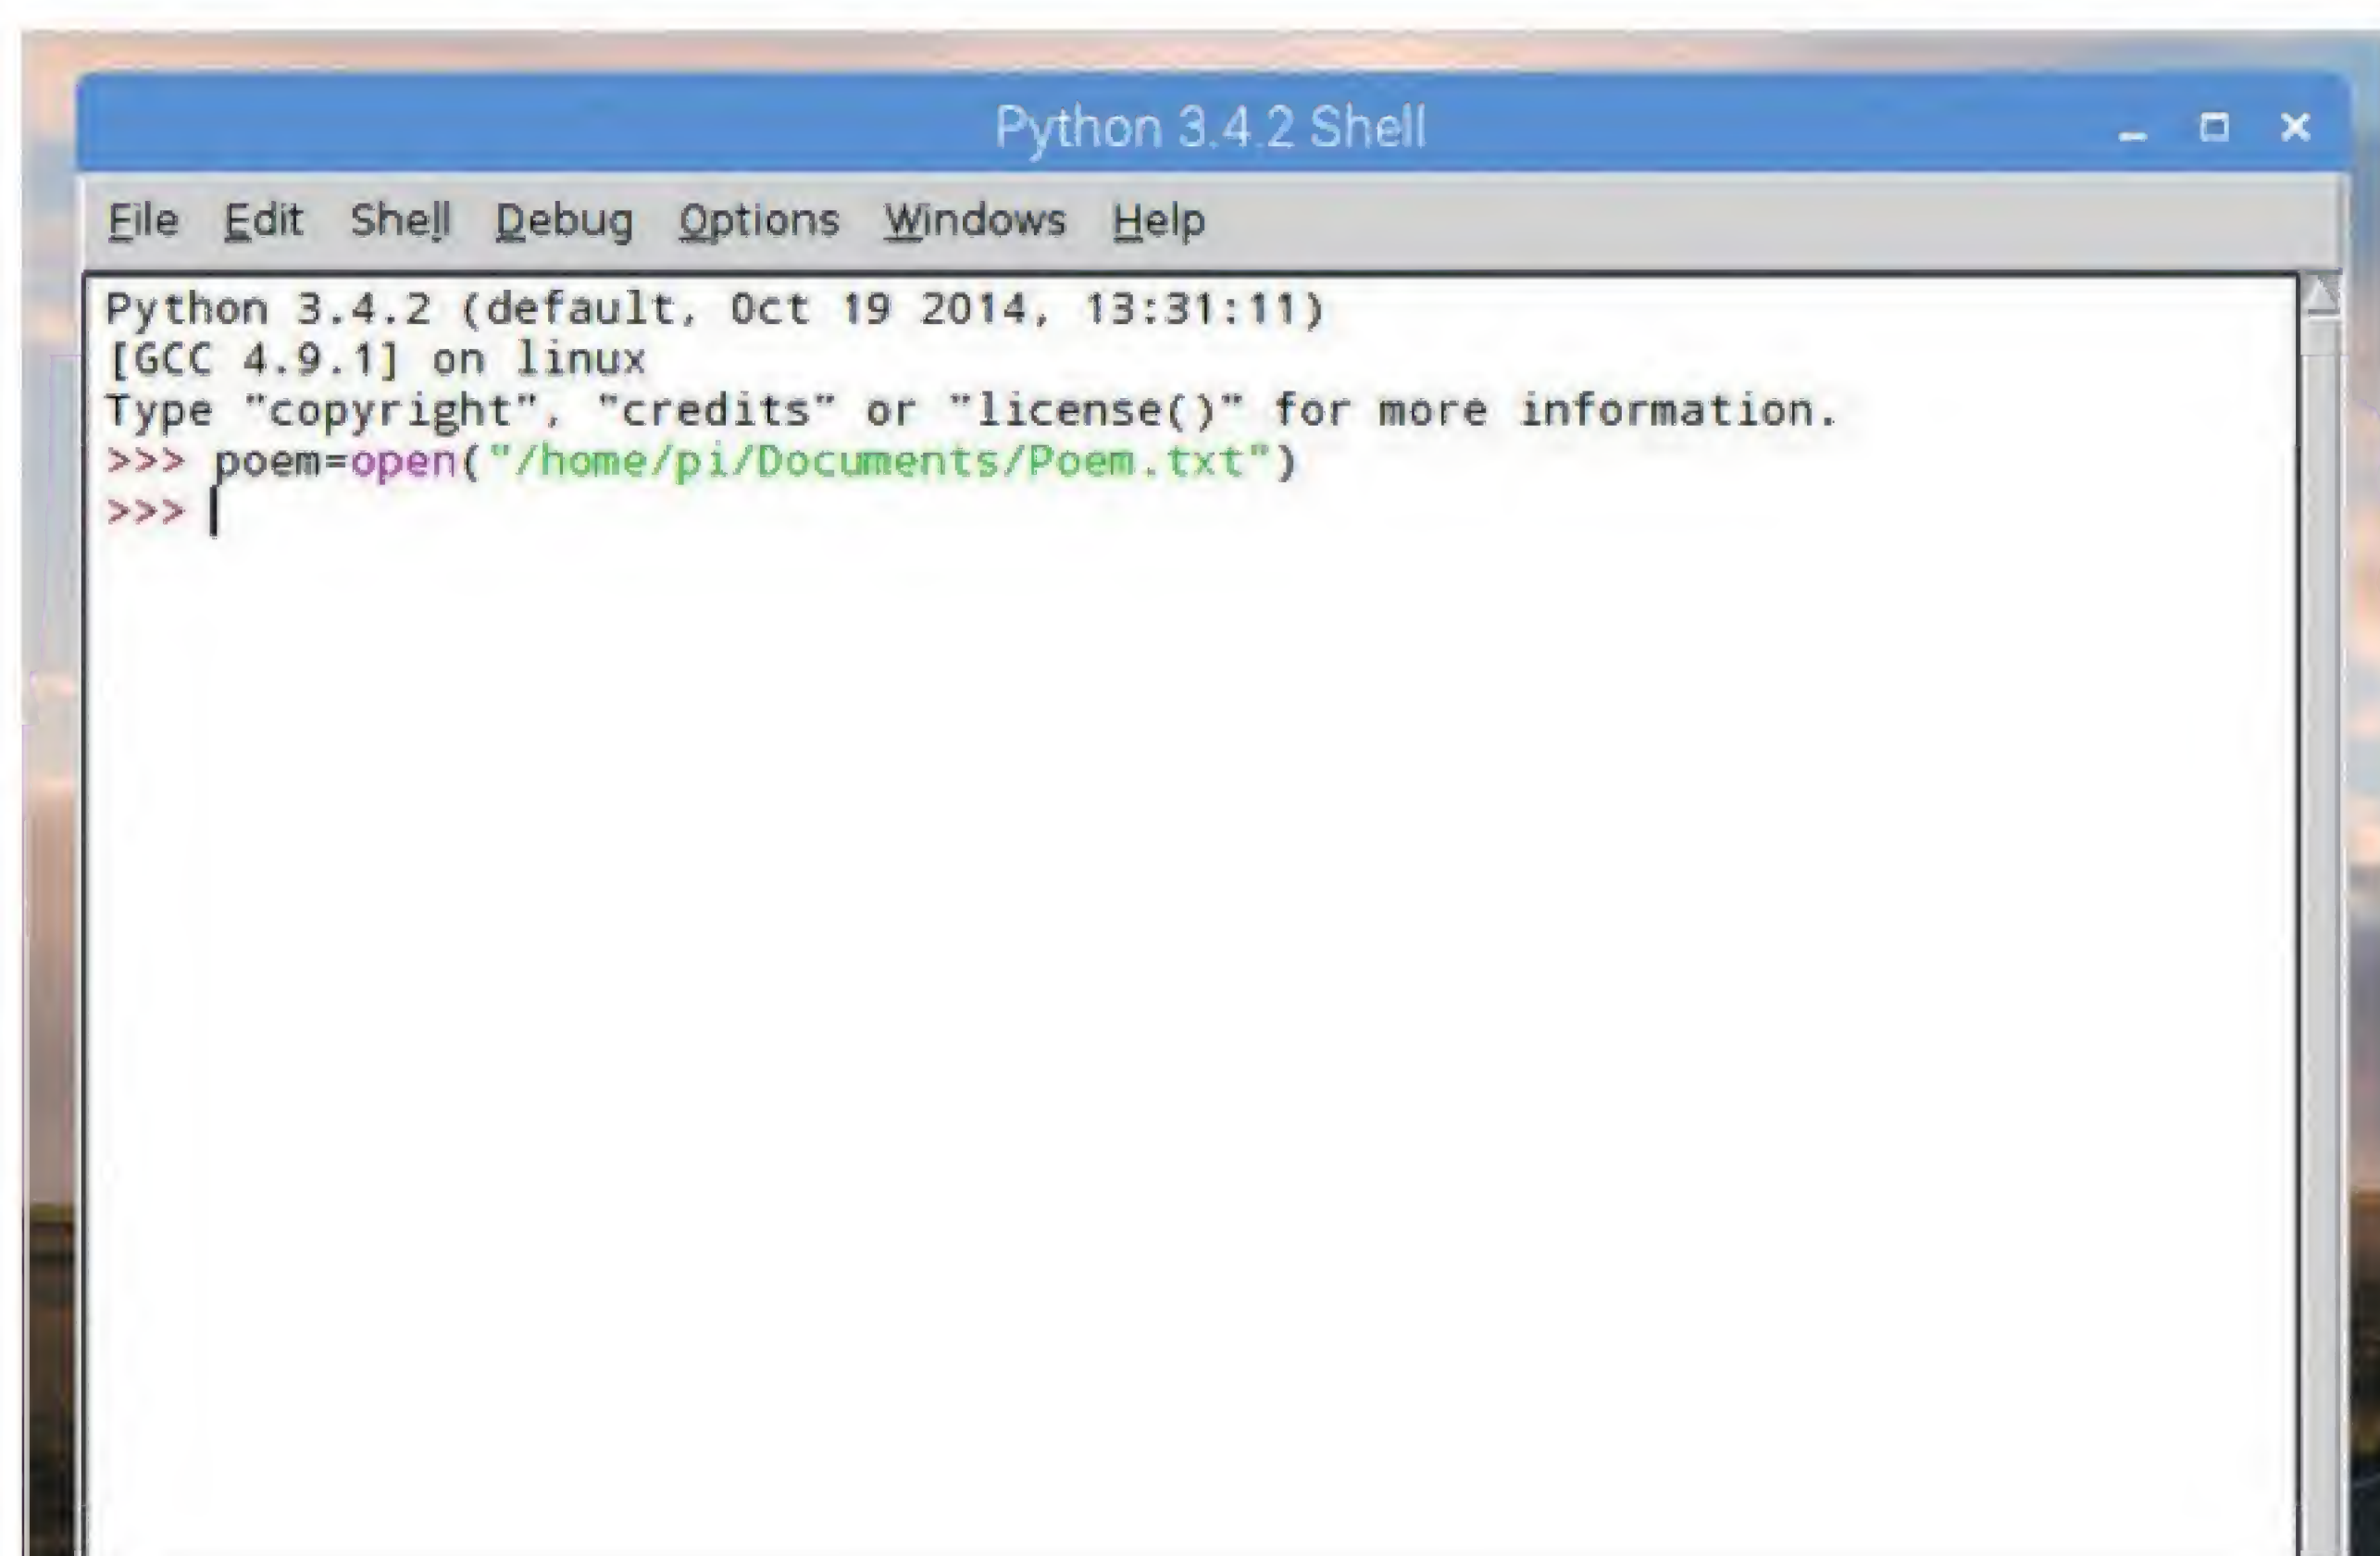 Python 3.4.2 Shell
File Edit Shell Debug Options Windows Help
Python 3.4.2 (default, Oct 19 2014, 13:31:11)
[GCC 4.9.1] on linux
Type "copyright", "credits" or "license()" for more information.
>>> poem=open("/home/pi/Documents/Poem.txt")
>>>